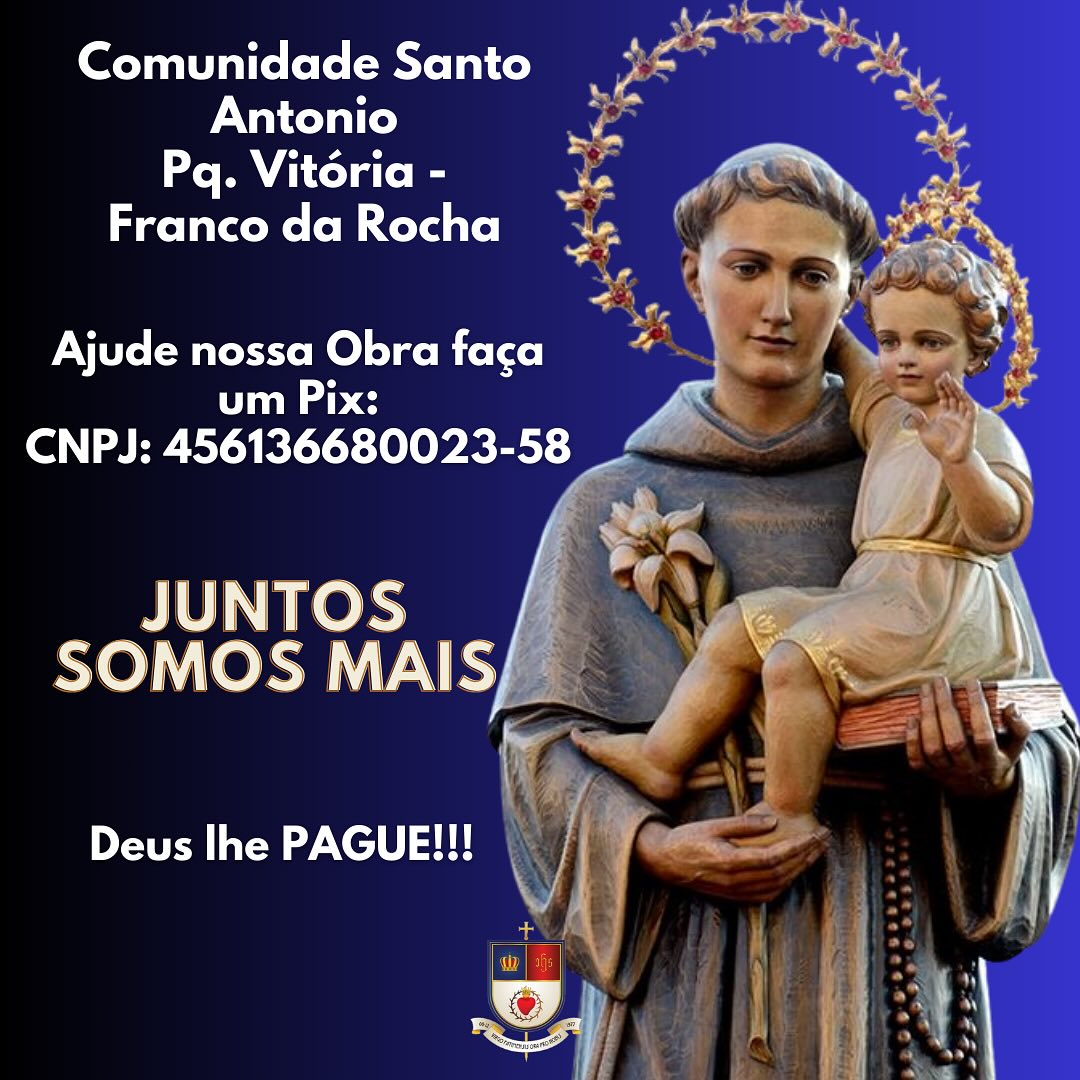 Comunidade Santo
Antonio
Pq. Vitória -
Franco da Rocha
Ajude nossa Obra faça
um Pix:
CNPJ: 456136680023-58
JUNTOS
SOMOS MAIS
Deus lhe PAGUE!!!